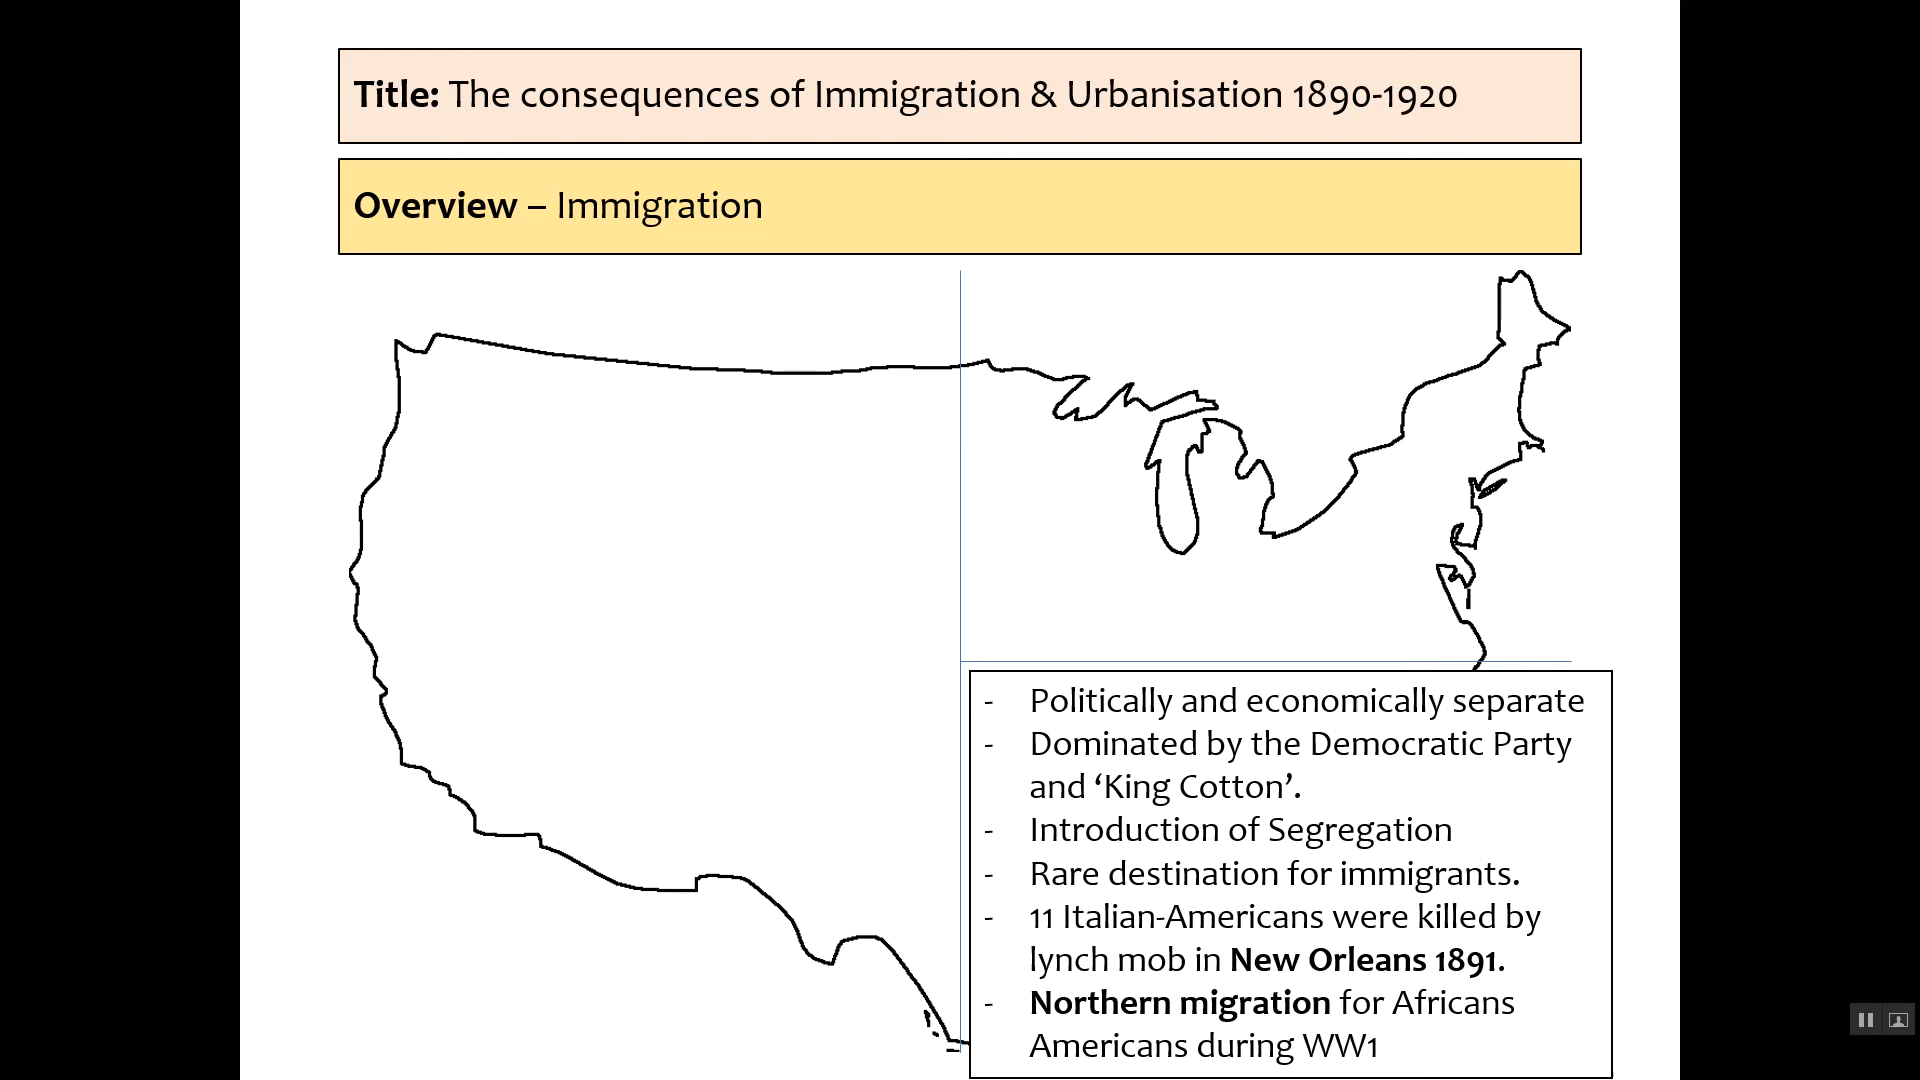 Title: The consequences of Immigration & Urbanisation 1890-1920
Overview – Immigration
- Politically and economically separate
- Dominated by the Democratic Party
and ‘King Cotton’.
- Introduction of Segregation
- Rare destination for immigrants.
- 11 Italian-Americans were killed by
lynch mob in New Orleans 1891.
- Northern migration for Africans
Americans during WW1